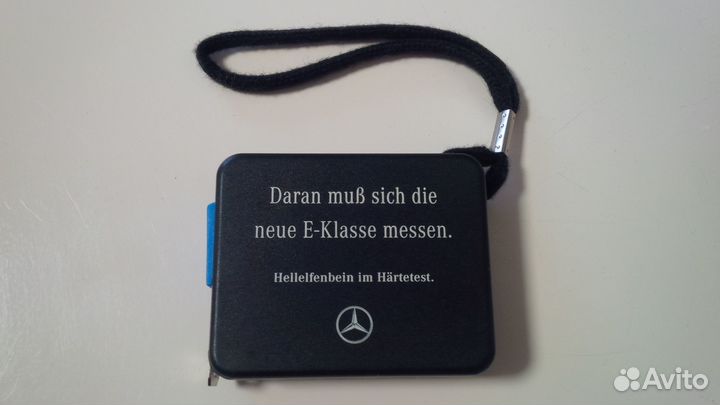 Daran muß sich die
neue E-Klasse messen.
Hellelfenbein im Härtetest.
Avito